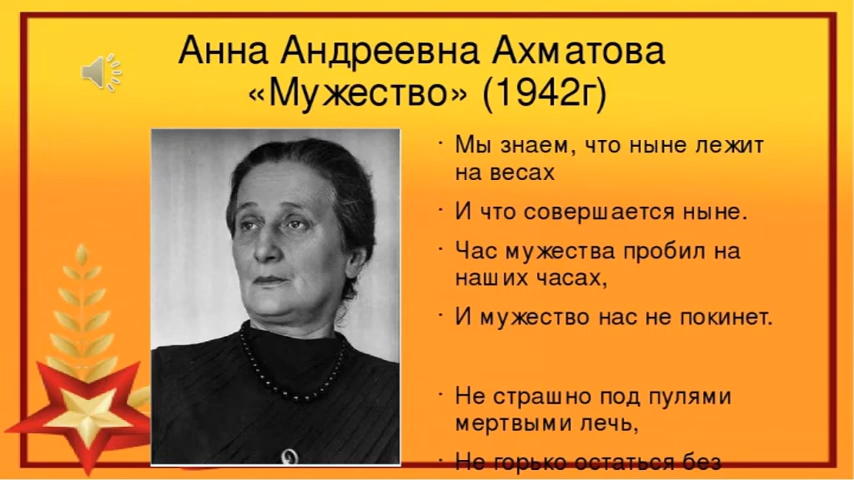 Анна Андреевна Ахматова
«Мужество» (1942г)
Мы знаем, что ныне лежит
на весах
И что совершается ныне.
Час мужества пробил на
наших часах,
И мужество нас не покинет.
Не страшно под пулями
мертвыми лечь,
Не горько остаться без